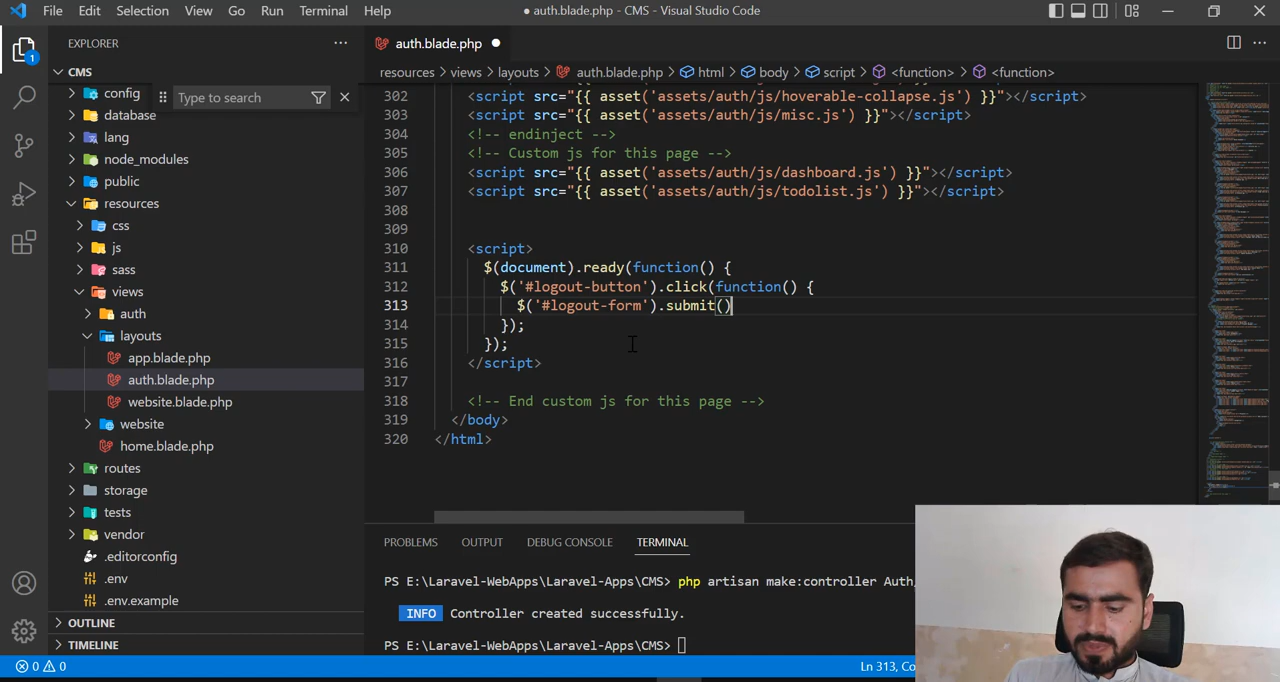 File Edit Selection View Go Run Terminal Help ● auth.blade.php - CMS - Visual Studio Code
EXPLORER ···
auth.blade.php ●
1
CMS
resources > views > layouts > auth.blade.php > html > body > script > <function> > <function>
config
Type to search
database
lang
node_modules
public
resources
css
js
sass
views
auth
layouts
app.blade.php
auth.blade.php
website.blade.php
website
home.blade.php
routes
storage
tests
vendor
.editorconfig
.env
.env.example
OUTLINE
TIMELINE
302 <script src="{{ asset('assets/auth/js/hoverable-collapse.js') }}"></script>
303 <script src="{{ asset('assets/auth/js/misc.js') }}"></script>
304 <!-- endinject -->
305 <!-- Custom js for this page -->
306 <script src="{{ asset('assets/auth/js/dashboard.js') }}"></script>
307 <script src="{{ asset('assets/auth/js/todolist.js') }}"></script>
308
309
310 <script>
311 $(document).ready(function() {
312 $('#logout-button').click(function() {
313 $('#logout-form').submit()
314 });
315 });
316 </script>
317
318 <!-- End custom js for this page -->
319 </body>
320 </html>
PROBLEMS OUTPUT DEBUG CONSOLE TERMINAL
PS E:\Laravel-WebApps\Laravel-Apps\CMS> php artisan make:controller Auth
INFO Controller created successfully.
PS E:\Laravel-WebApps\Laravel-Apps\CMS>
0 0 Ln 313, Co